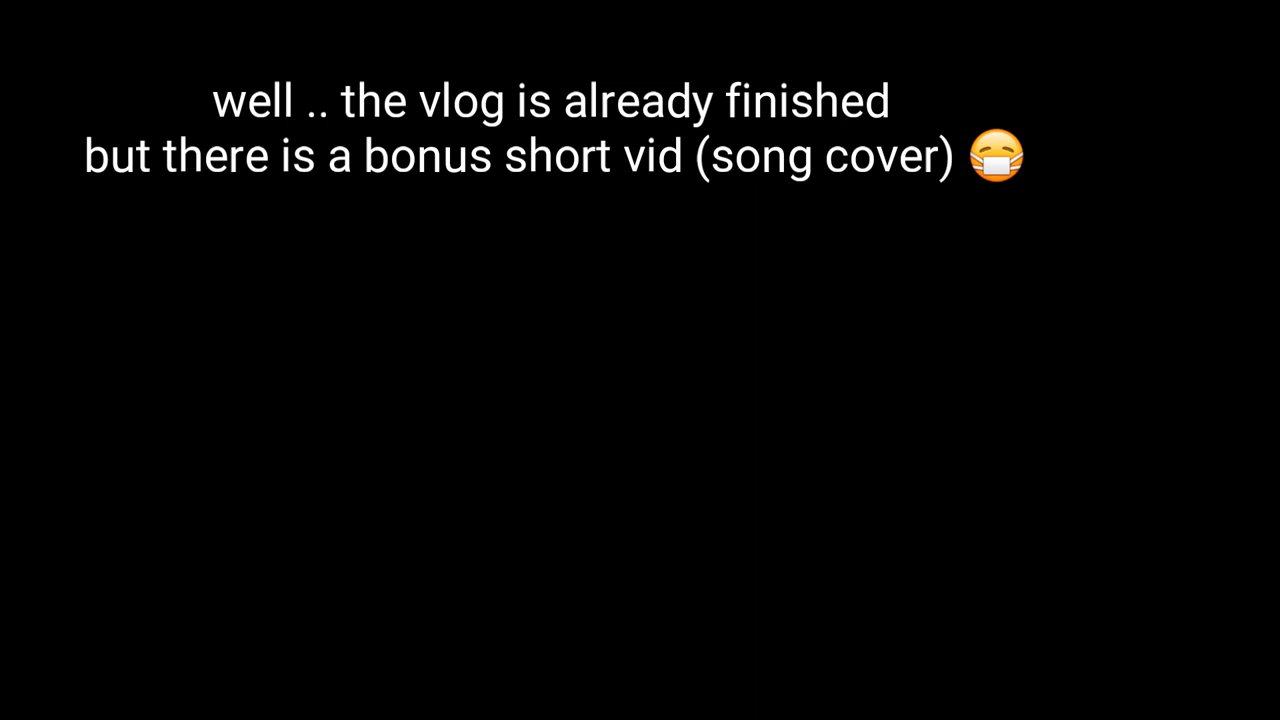 well .. the vlog is already finished
but there is a bonus short vid (song cover) 😷